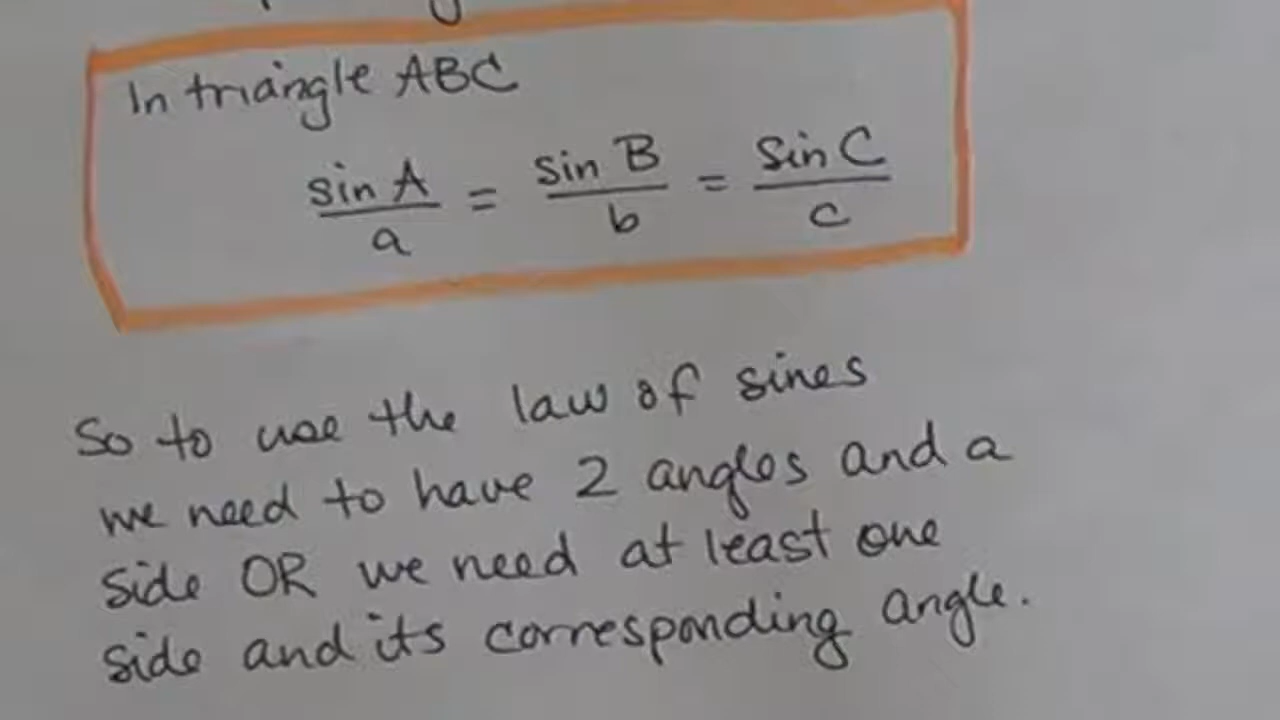 In triangle ABC
sin A / a = sin B / b = sin C / c
So to use the law of sines
we need to have 2 angles and a
side OR we need at least one
side and its corresponding angle.